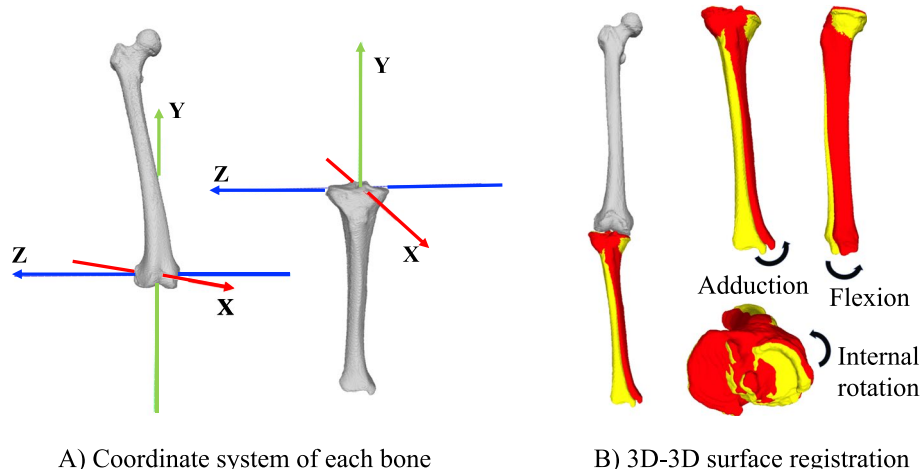 Y
Z
X
Y
Z
X
Adduction
Flexion
Internal
rotation
A) Coordinate system of each bone
B) 3D-3D surface registration